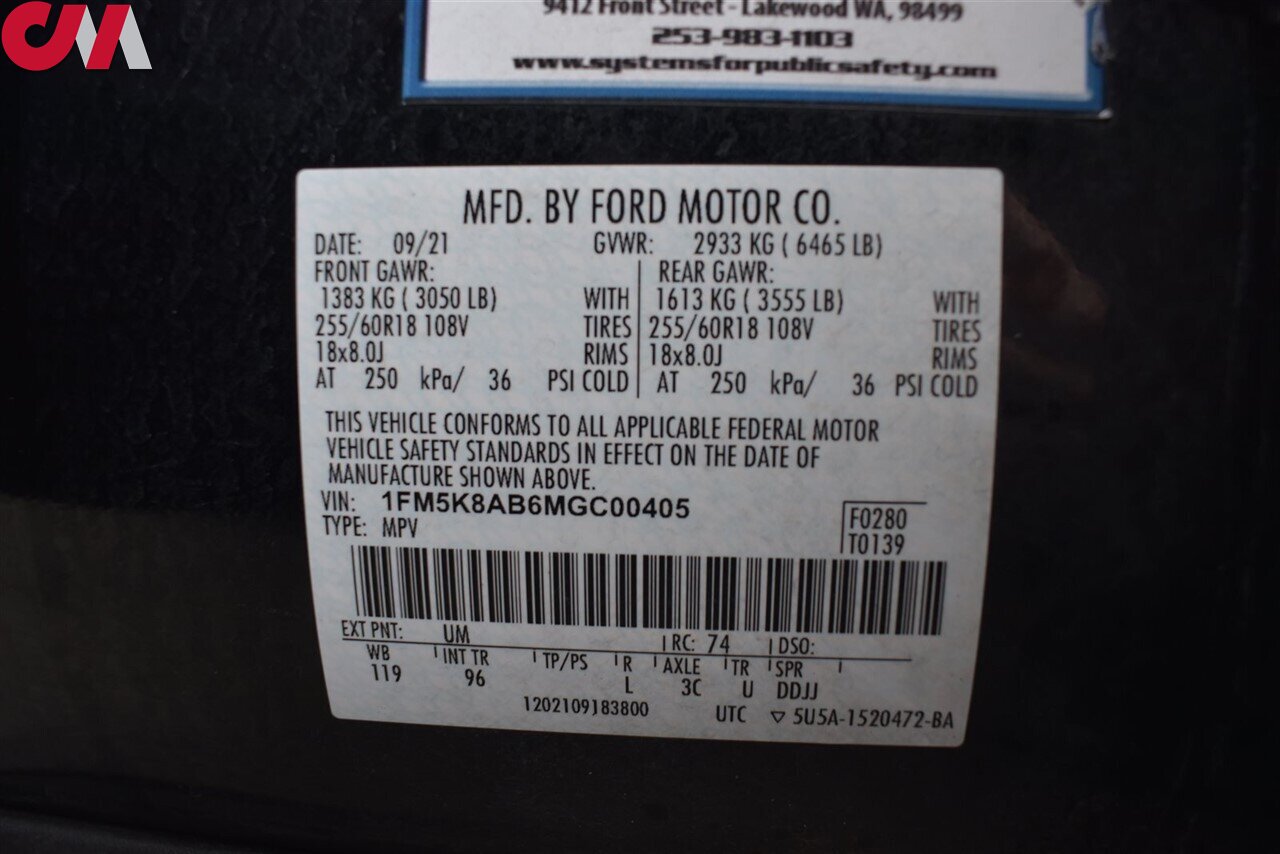 CM
9412 Front Street - Lakewood WA, 98499
253-983-1103
www.systemsforpublicsafety.com
MFD. BY FORD MOTOR CO.
DATE: 09/21 GVWR: 2933 KG ( 6465 LB)
FRONT GAWR: REAR GAWR:
1383 KG ( 3050 LB) WITH 1613 KG ( 3555 LB) WITH
255/60R18 108V TIRES 255/60R18 108V TIRES
18x8.0J RIMS 18x8.0J RIMS
AT 250 kPa/ 36 PSI COLD AT 250 kPa/ 36 PSI COLD
THIS VEHICLE CONFORMS TO ALL APPLICABLE FEDERAL MOTOR
VEHICLE SAFETY STANDARDS IN EFFECT ON THE DATE OF
MANUFACTURE SHOWN ABOVE.
VIN: 1FM5K8AB6MGC00405
TYPE: MPV
F0280
T0139
EXT PNT: UM RC: 74 DSO:
WB INT TR TP/PS R AXLE TR SPR
119 96 L 3C U DDJJ
1202109183800 UTC ▽ 5U5A-1520472-BA